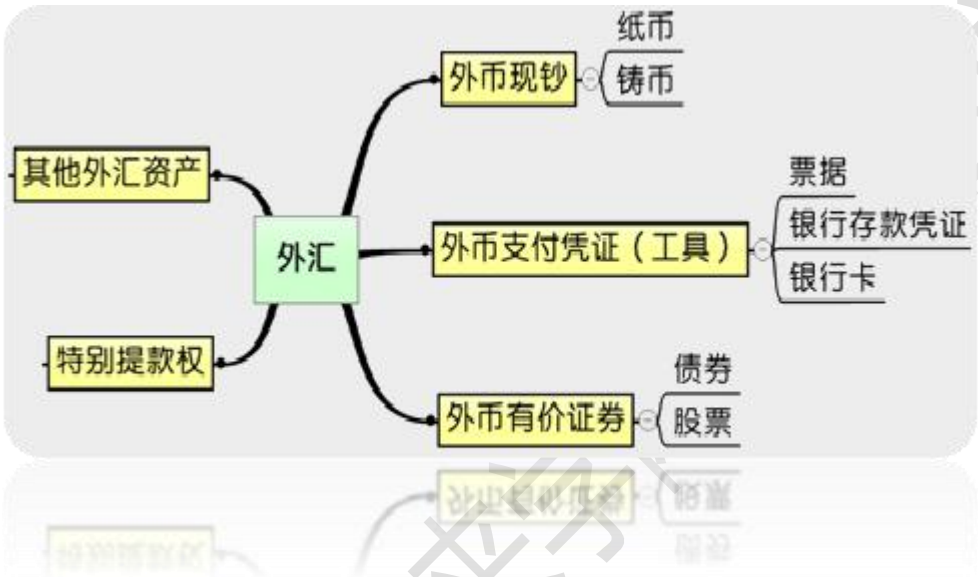 外汇
外币现钞
纸币
铸币
外币支付凭证（工具）
票据
银行存款凭证
银行卡
外币有价证券
债券
股票
其他外汇资产
特别提款权